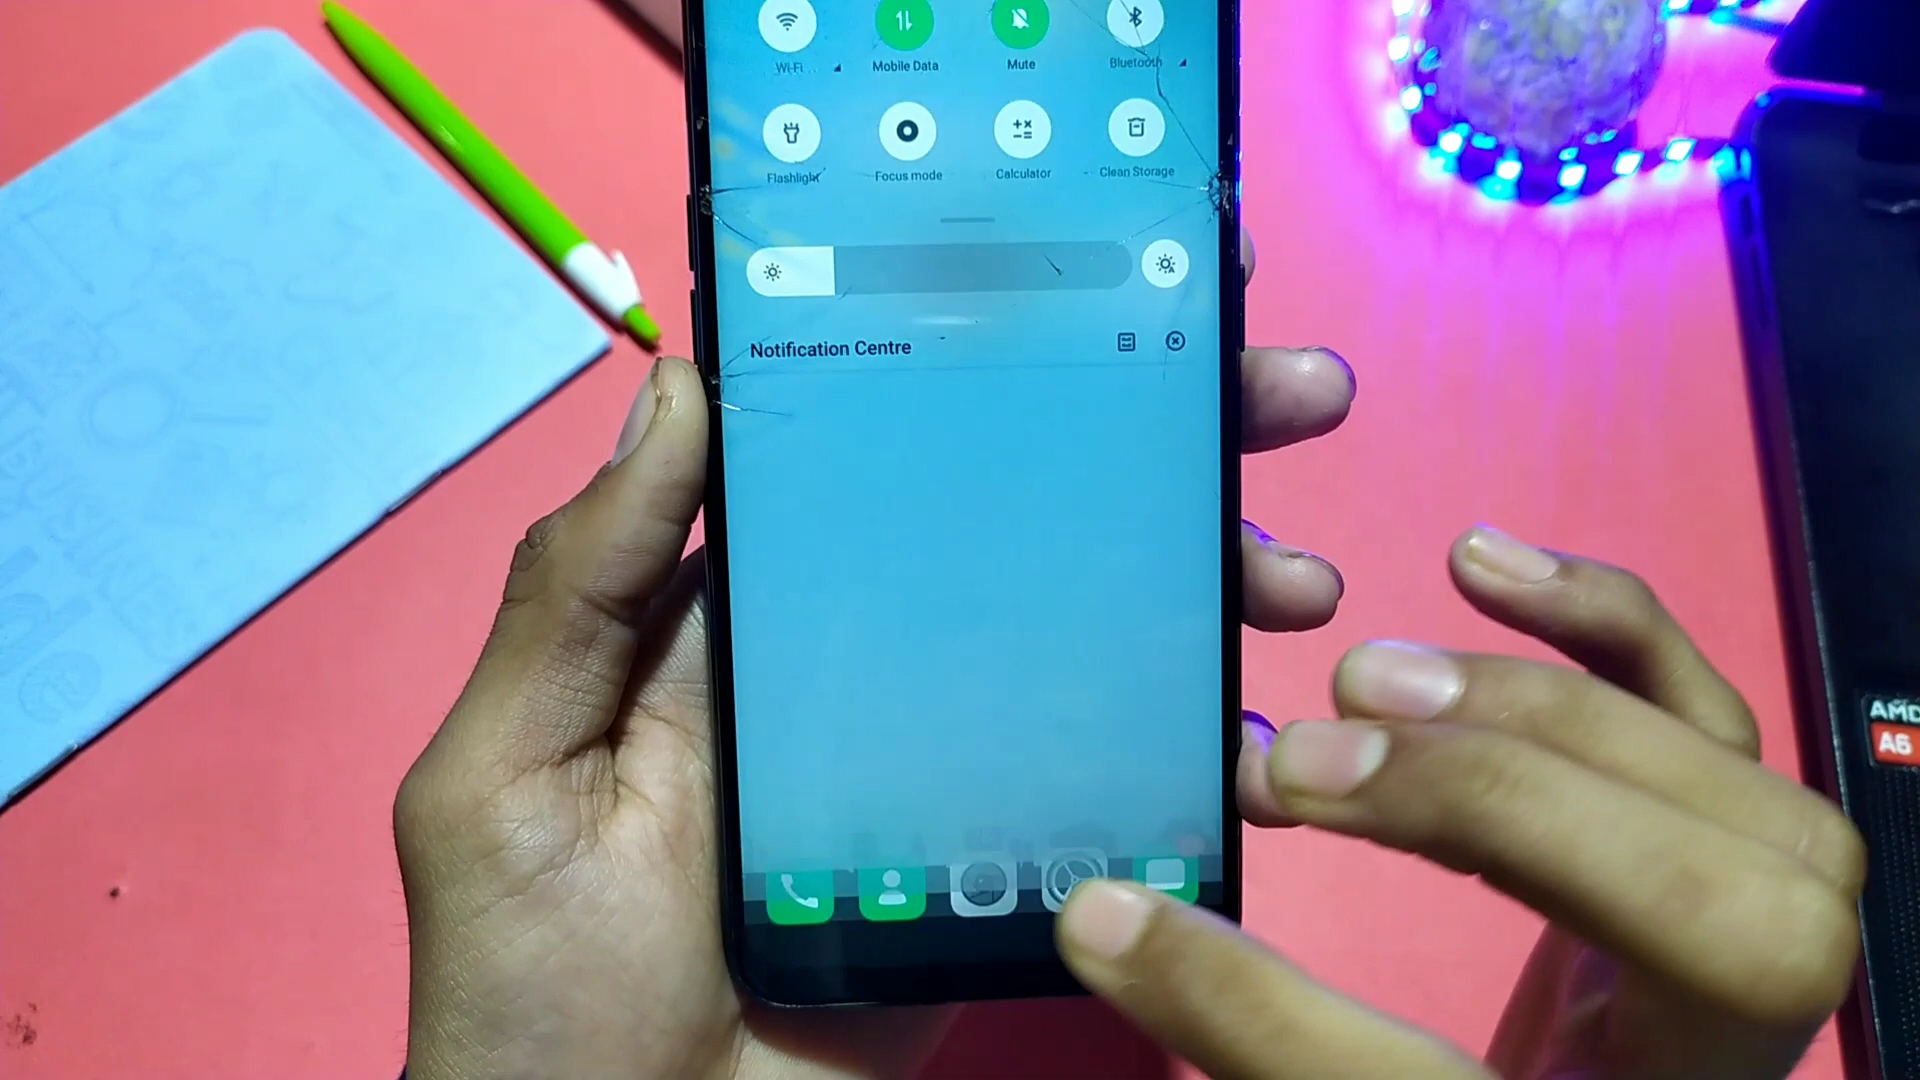 Wi-Fi
Mobile Data
Mute
Bluetooth
Flashlight
Focus mode
Calculator
Clean Storage
Notification Centre
AMD
A6